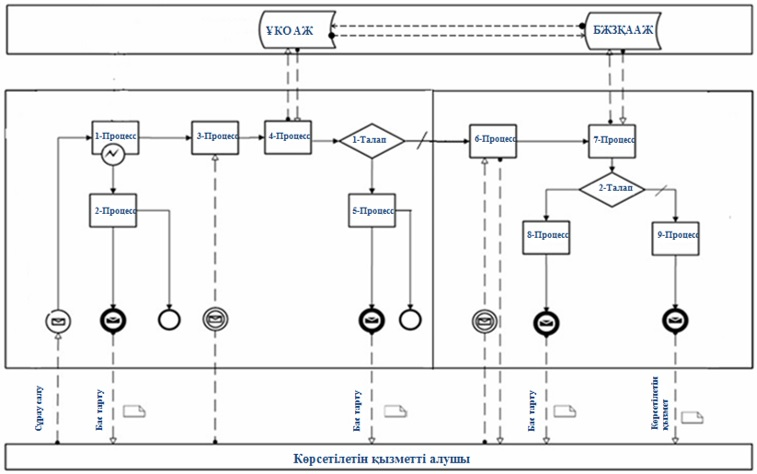 ҰКО АЖ
БЖЗҚААЖ
1-Процесс
3-Процесс
4-Процесс
1-Талап
6-Процесс
7-Процесс
2-Процесс
5-Процесс
2-Талап
8-Процесс
9-Процесс
Сұрау салу
Бас тарту
Бас тарту
Бас тарту
Көрсетілетін
қызмет
Көрсетілетін қызметті алушы